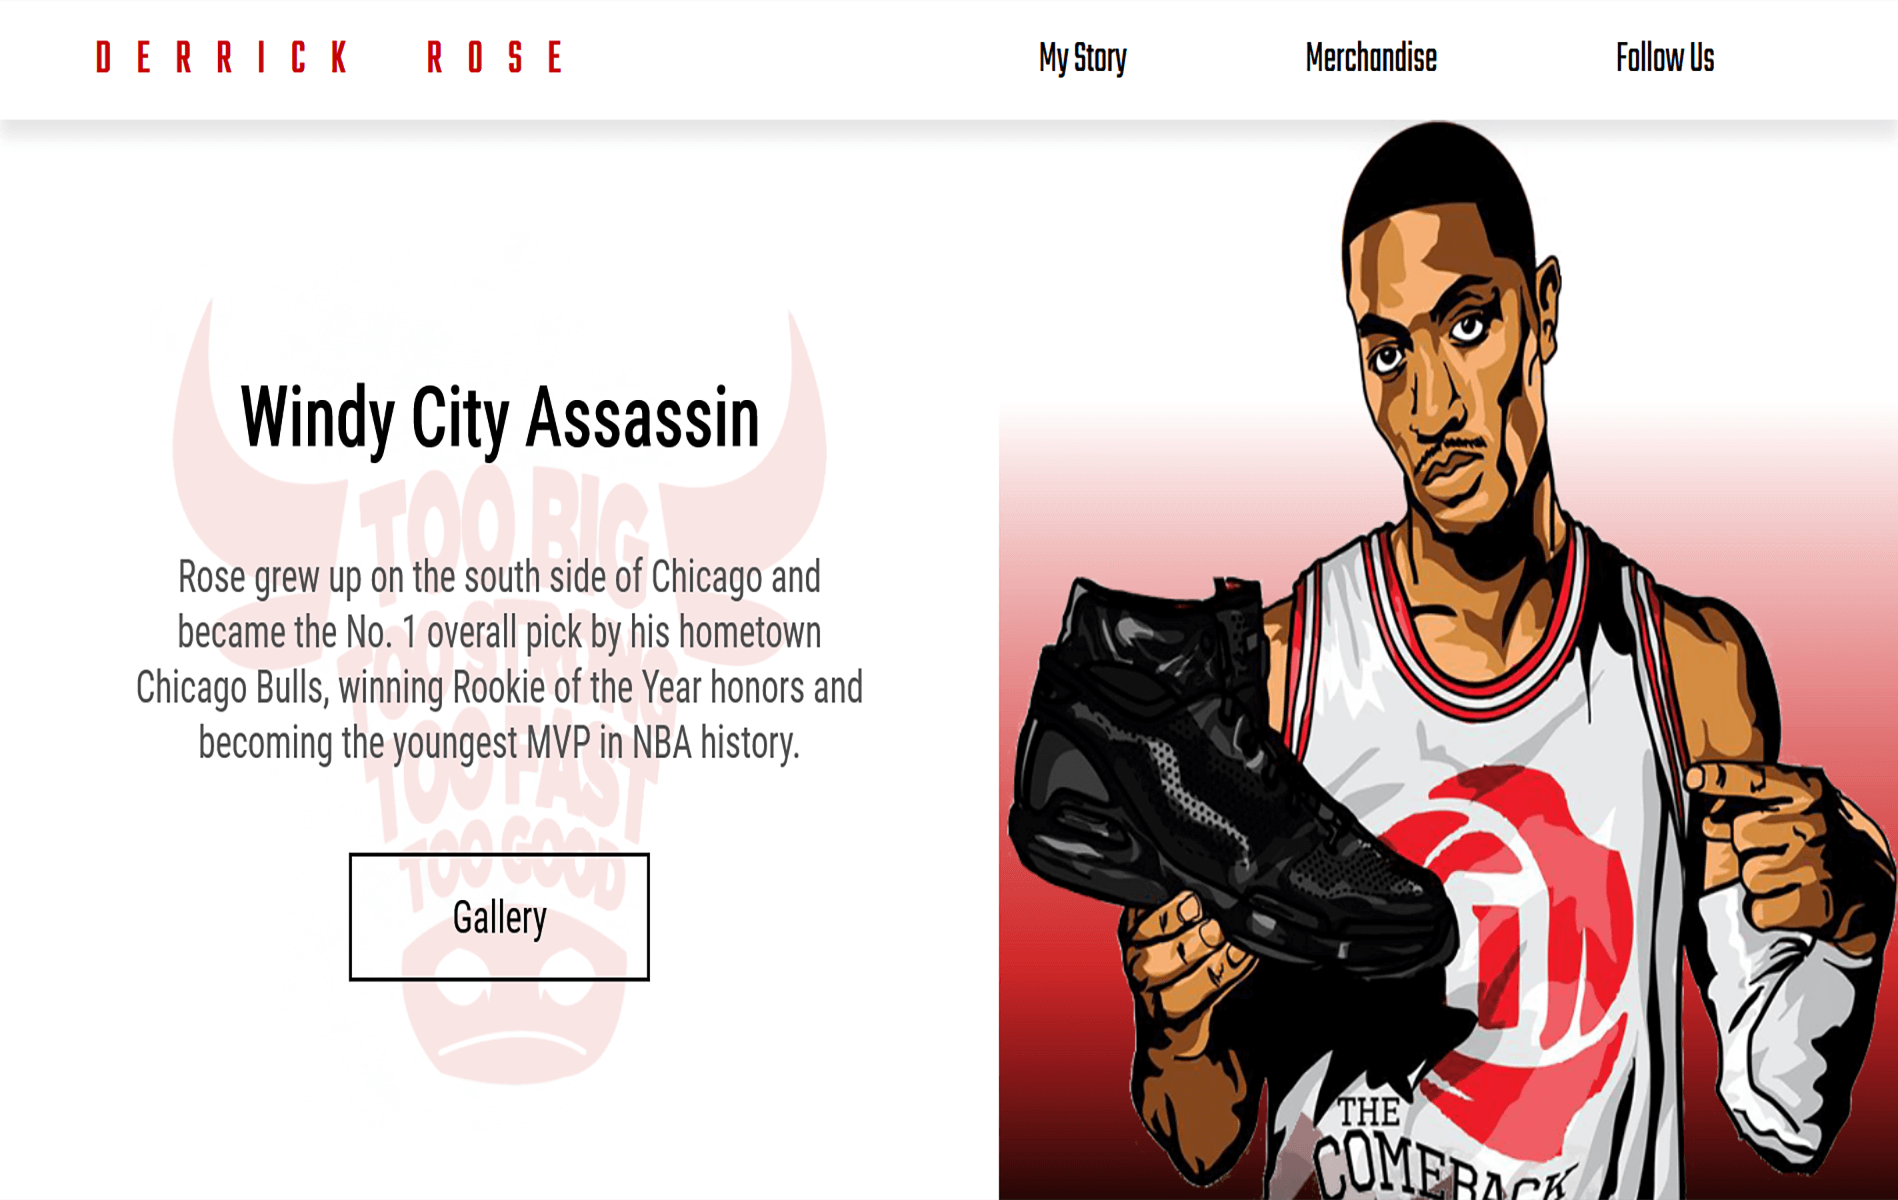 DERRICK ROSE
My Story
Merchandise
Follow Us
Windy City Assassin
TOO BIG
Rose grew up on the south side of Chicago and
became the No. 1 overall pick by his hometown
TOO STRONG
Chicago Bulls, winning Rookie of the Year honors and
becoming the youngest MVP in NBA history.
TOO FAST
TOO GOOD
Gallery
THE
COMEBACK